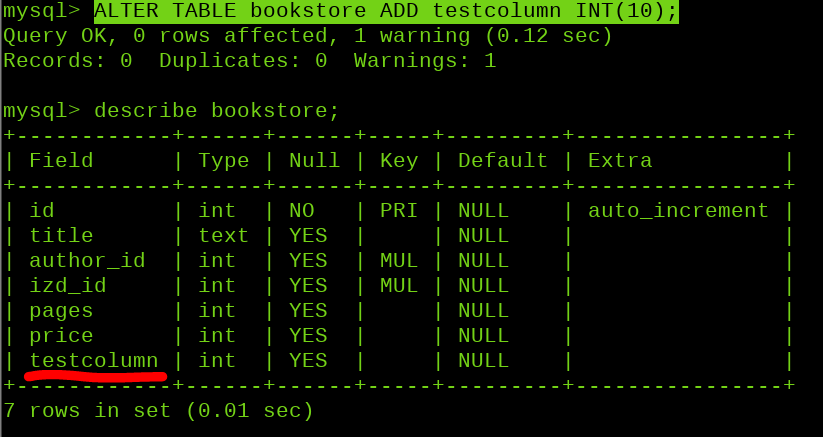 mysql> ALTER TABLE bookstore ADD testcolumn INT(10);
Query OK, 0 rows affected, 1 warning (0.12 sec)
Records: 0  Duplicates: 0  Warnings: 1

mysql> describe bookstore;
+------------+------+------+-----+---------+----------------+
| Field      | Type | Null | Key | Default | Extra          |
+------------+------+------+-----+---------+----------------+
| id         | int  | NO   | PRI | NULL    | auto_increment |
| title      | text | YES  |     | NULL    |                |
| author_id  | int  | YES  | MUL | NULL    |                |
| izd_id     | int  | YES  | MUL | NULL    |                |
| pages      | int  | YES  |     | NULL    |                |
| price      | int  | YES  |     | NULL    |                |
| testcolumn | int  | YES  |     | NULL    |                |
+------------+------+------+-----+---------+----------------+
7 rows in set (0.01 sec)